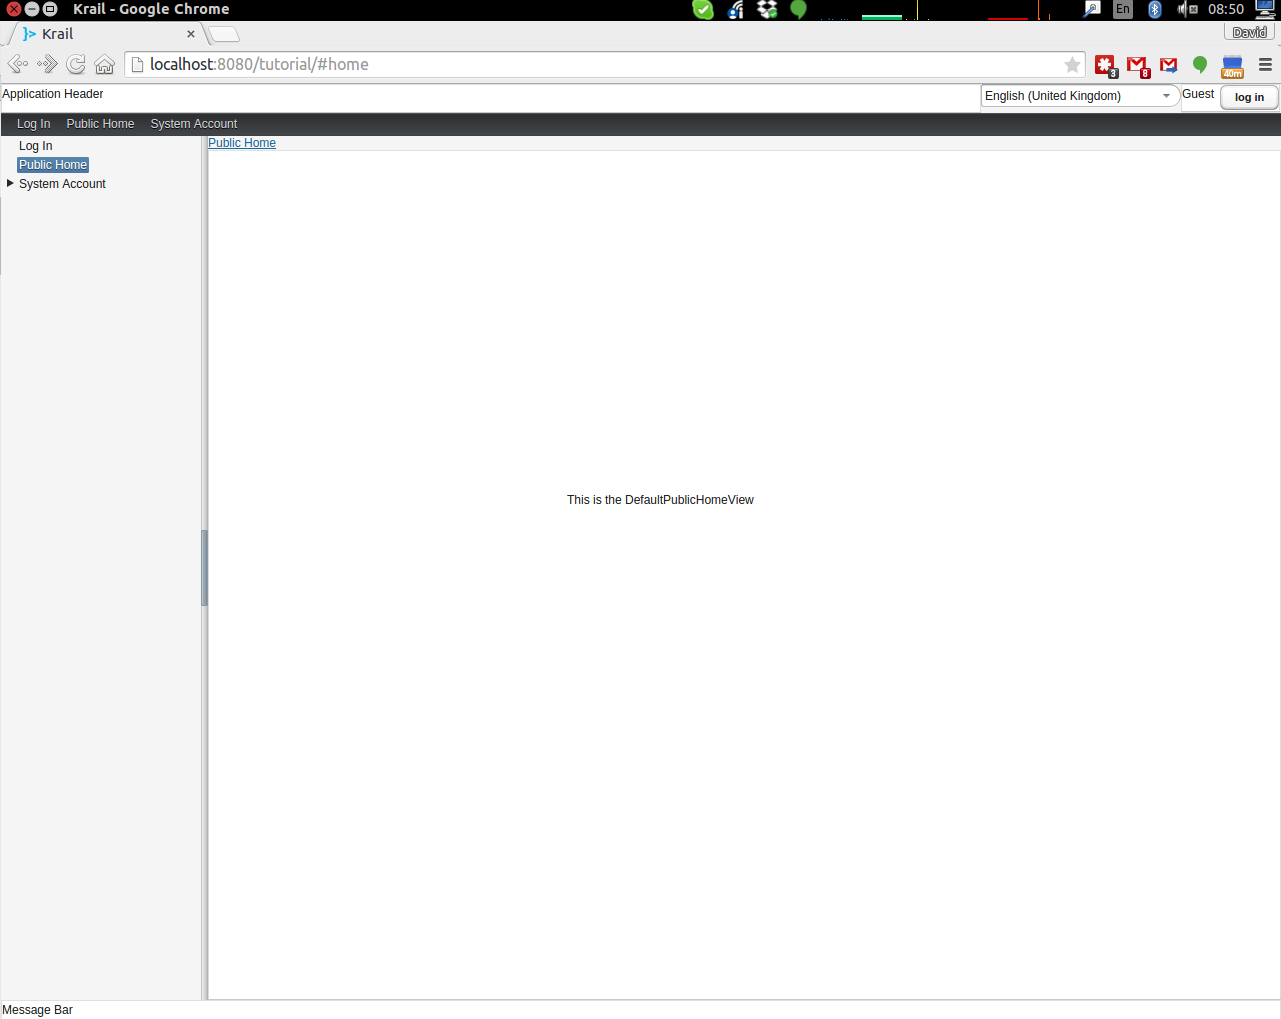 Krail - Google Chrome
En
08:50
Krail
David
localhost:8080/tutorial/#home
3
8
40m
Application Header
English (United Kingdom)
Guest
log in
Log In Public Home System Account
Log In
Public Home
System Account
Public Home
This is the DefaultPublicHomeView
Message Bar